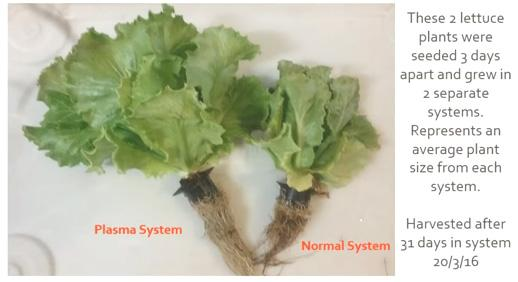 These 2 lettuce
plants were
seeded 3 days
apart and grew in
2 separate
systems.
Represents an
average plant
size from each
system.
Harvested after
31 days in system
20/3/16
Plasma System
Normal System